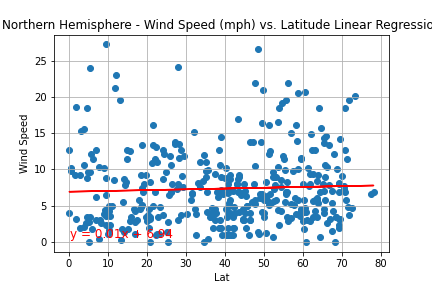 Northern Hemisphere - Wind Speed (mph) vs. Latitude Linear Regressio
25
20
15
10
5
0
Wind Speed
y = 0.01x + 6.94
0 10 20 30 40 50 60 70 80
Lat